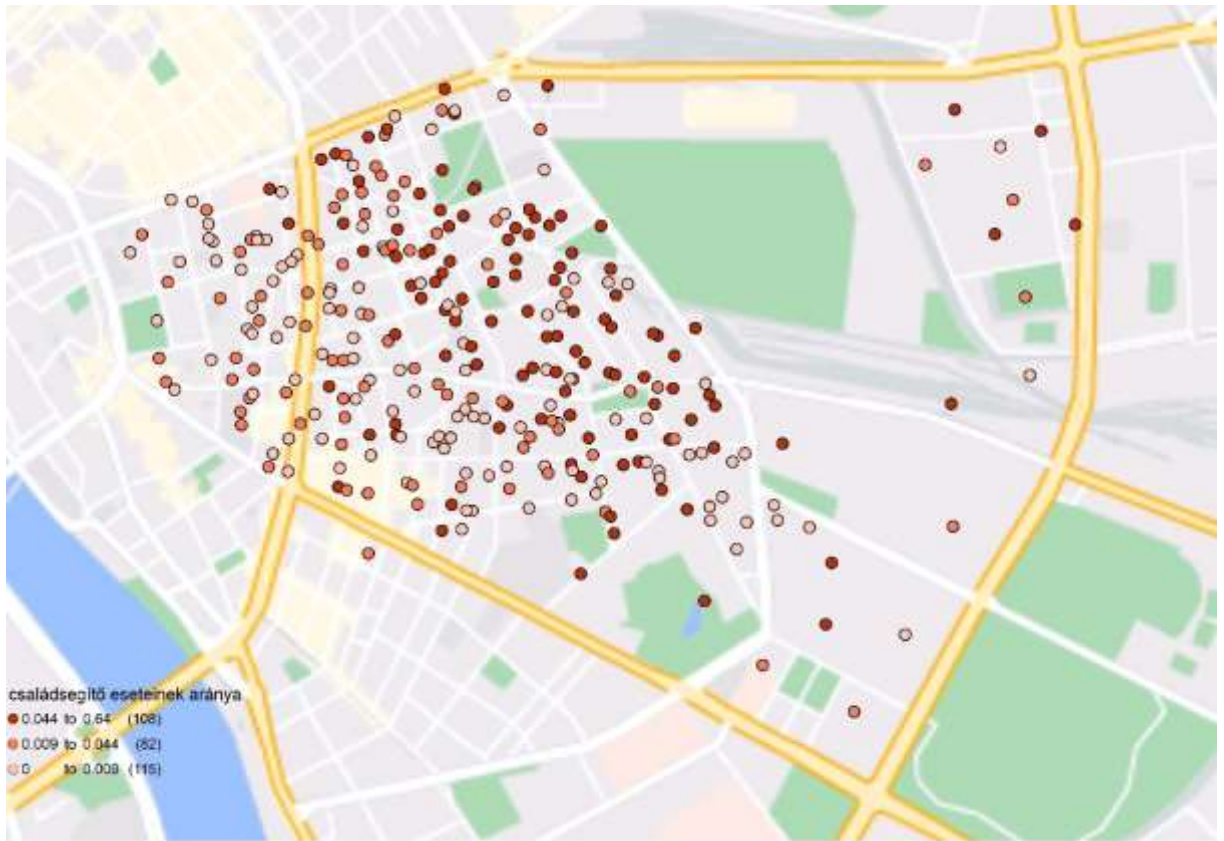 családsegítő eseteinek aránya
0.044 to 0.64 (108)
0.009 to 0.044 (82)
0 to 0.009 (115)